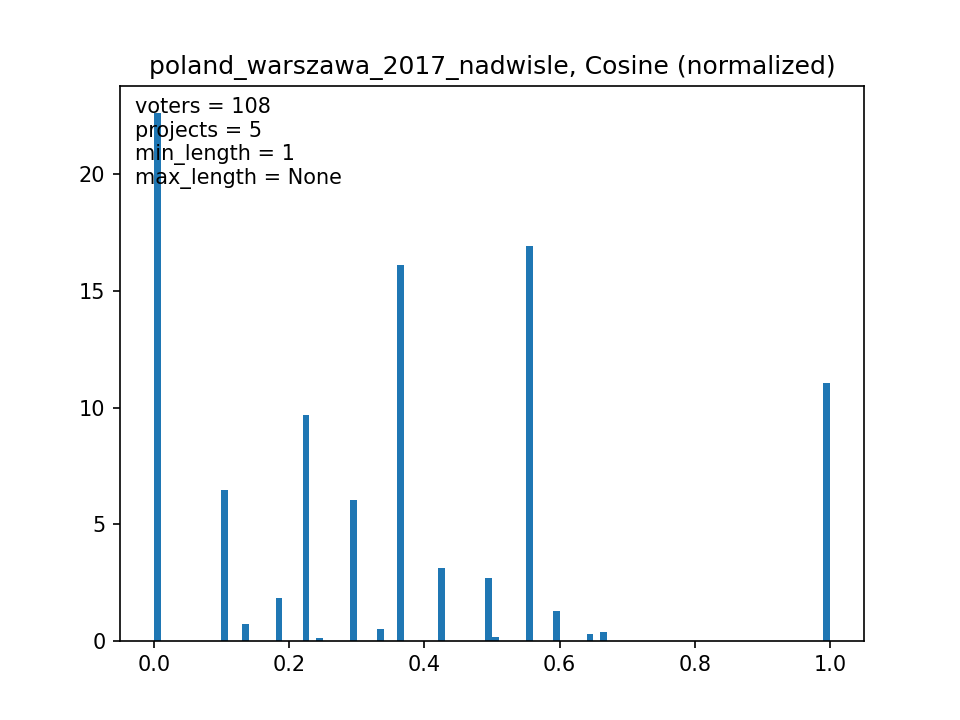 poland_warszawa_2017_nadwisle, Cosine (normalized)
voters = 108
projects = 5
min_length = 1
max_length = None
20
15
10
5
0
0.0 0.2 0.4 0.6 0.8 1.0